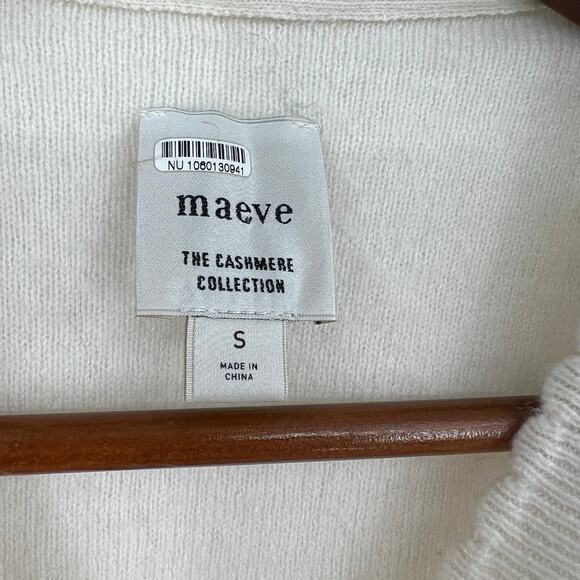 NU 1060130941
maeve
THE CASHMERE
COLLECTION
S
MADE IN
CHINA